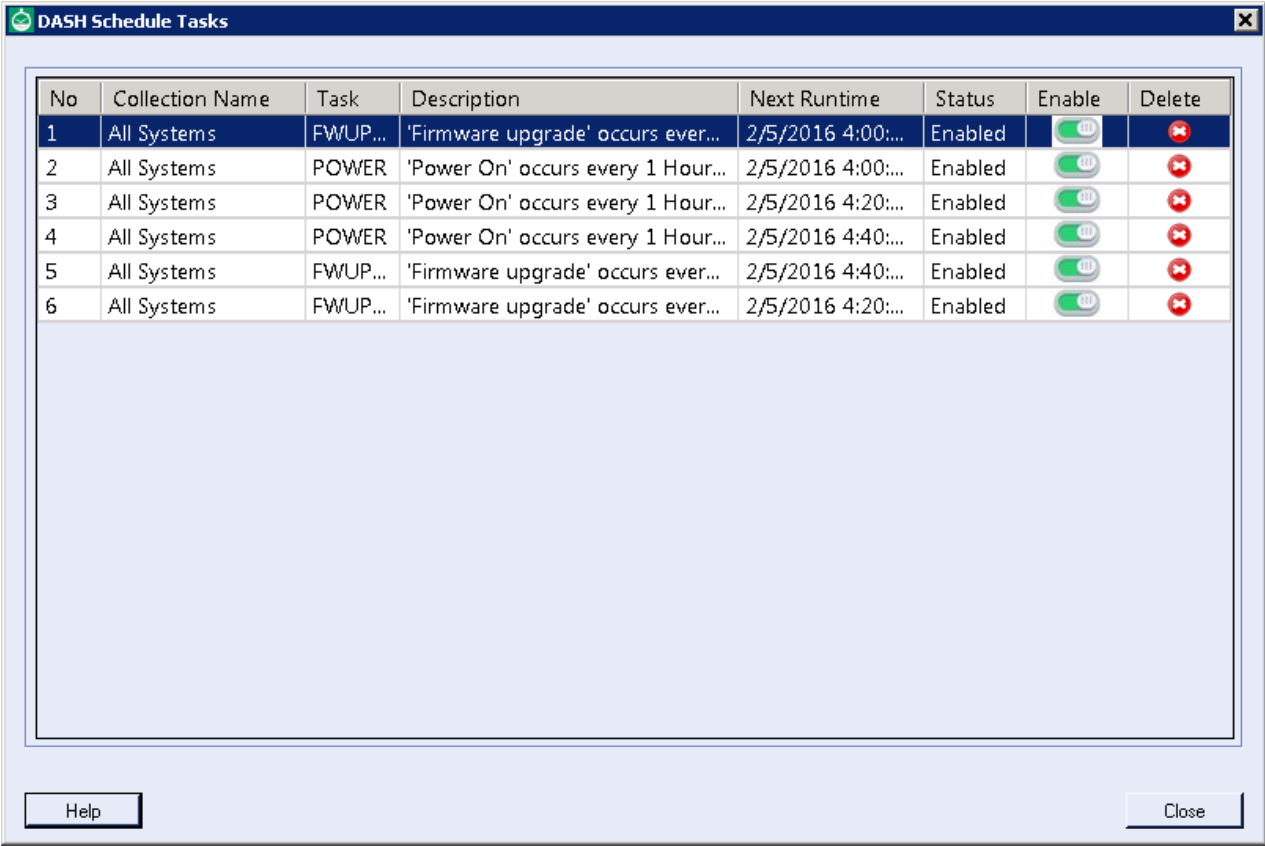 DASH Schedule Tasks
No Collection Name Task Description Next Runtime Status Enable Delete
1 All Systems FWUP... 'Firmware upgrade' occurs ever... 2/5/2016 4:00:... Enabled
2 All Systems POWER 'Power On' occurs every 1 Hour... 2/5/2016 4:00:... Enabled
3 All Systems POWER 'Power On' occurs every 1 Hour... 2/5/2016 4:20:... Enabled
4 All Systems POWER 'Power On' occurs every 1 Hour... 2/5/2016 4:40:... Enabled
5 All Systems FWUP... 'Firmware upgrade' occurs ever... 2/5/2016 4:40:... Enabled
6 All Systems FWUP... 'Firmware upgrade' occurs ever... 2/5/2016 4:20:... Enabled
Help Close